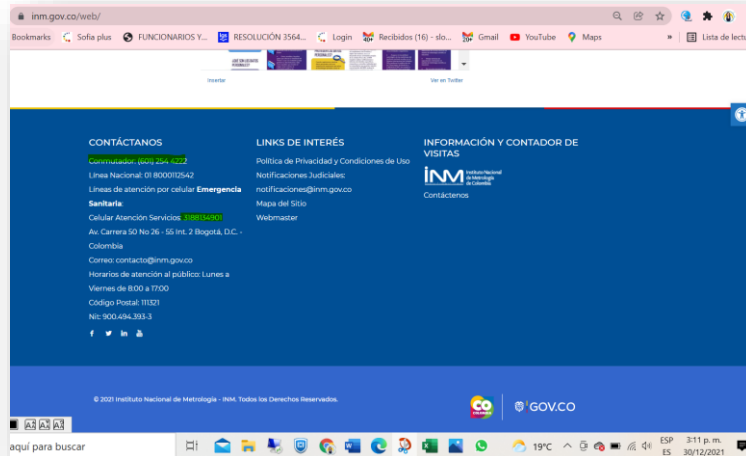 inm.gov.co/web/
Bookmarks Sofia plus FUNCIONARIOS Y... RESOLUCIÓN 3564... Login Recibidos (16) - slo... Gmail YouTube Maps » Lista de lectu
Insertar Ver en Twitter
CONTÁCTANOS
Conmutador: (601) 254 4222
Línea Nacional: 01 8000112542
Líneas de atención por celular Emergencia
Sanitaria:
Celular Atención Servicios: 3188134901
Av. Carrera 50 No 26 - 55 Int. 2 Bogotá, D.C. -
Colombia
Correo: contacto@inm.gov.co
Horarios de atención al público: Lunes a
Viernes de 8:00 a 17:00
Código Postal: 111321
Nit: 900.494.393-3
LINKS DE INTERÉS
Política de Privacidad y Condiciones de Uso
Notificaciones Judiciales:
notificaciones@inm.gov.co
Mapa del Sitio
Webmaster
INFORMACIÓN Y CONTADOR DE
VISITAS
INM Instituto Nacional
de Metrología
de Colombia
Contáctenos
© 2021 Instituto Nacional de Metrología - INM. Todos los Derechos Reservados.
CO
GOV.CO
aquí para buscar
19°C
ESP
ES
3:11 p. m.
30/12/2021